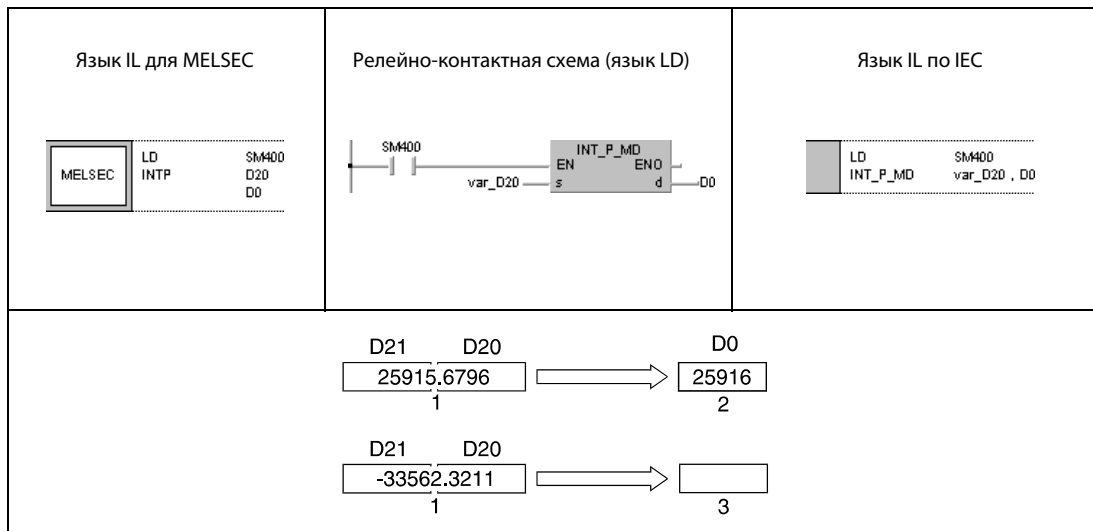 Язык IL для MELSEC
MELSEC
LD SM400
INTP D20
D0
Релейно-контактная схема (язык LD)
SM400
INT_P_MD
EN ENO
var_D20 s d D0
Язык IL по IEC
LD SM400
INT_P_MD var_D20 , D0
D21 D20 D0
25915.6796 25916
1 2
D21 D20
-33562.3211
1 3